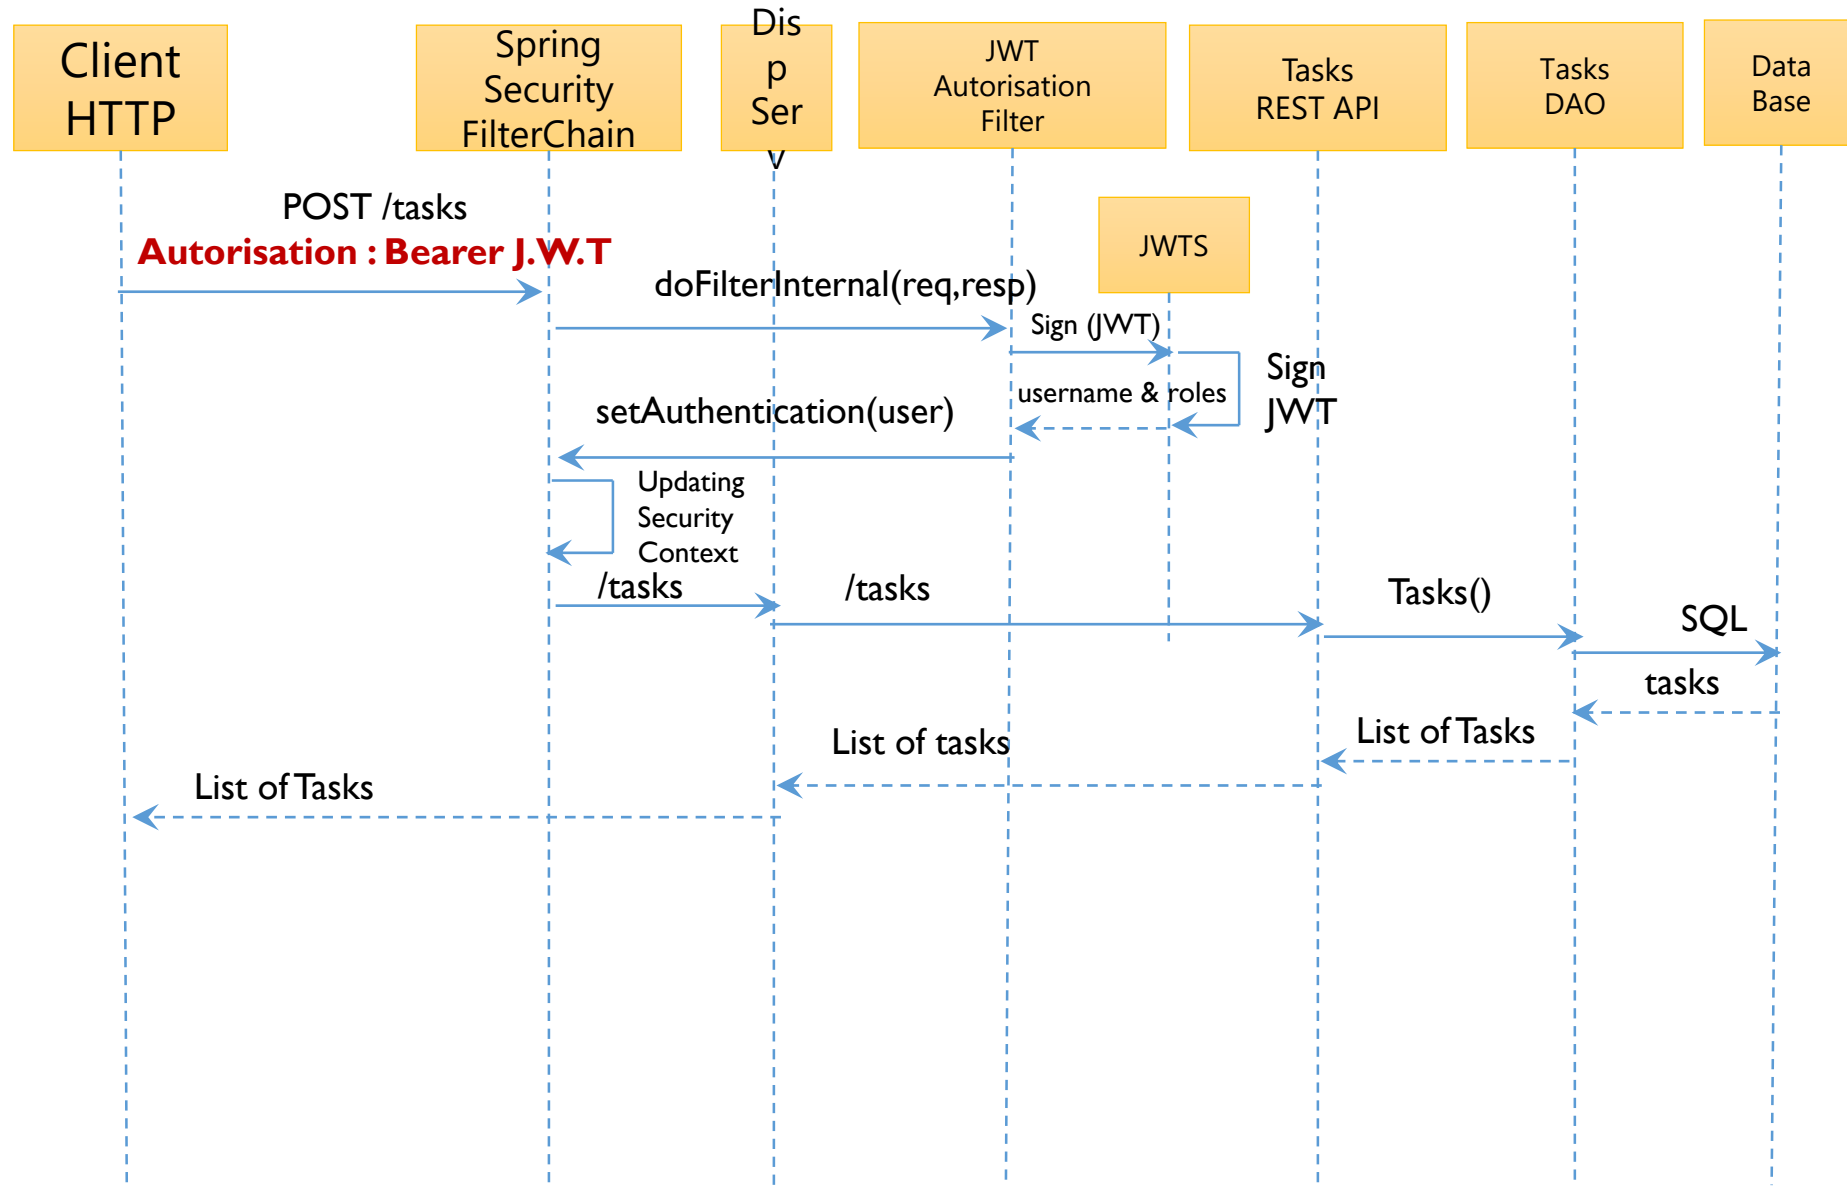 Client
HTTP
Spring
Security
FilterChain
Dis
p
Ser
v
JWT
Autorisation
Filter
Tasks
REST API
Tasks
DAO
Data
Base
POST /tasks
Autorisation : Bearer J.W.T
JWTS
doFilterInternal(req,resp)
Sign (JWT)
Sign
JWT
username & roles
setAuthentication(user)
Updating
Security
Context
/tasks
/tasks
Tasks()
SQL
tasks
List of Tasks
List of tasks
List of Tasks